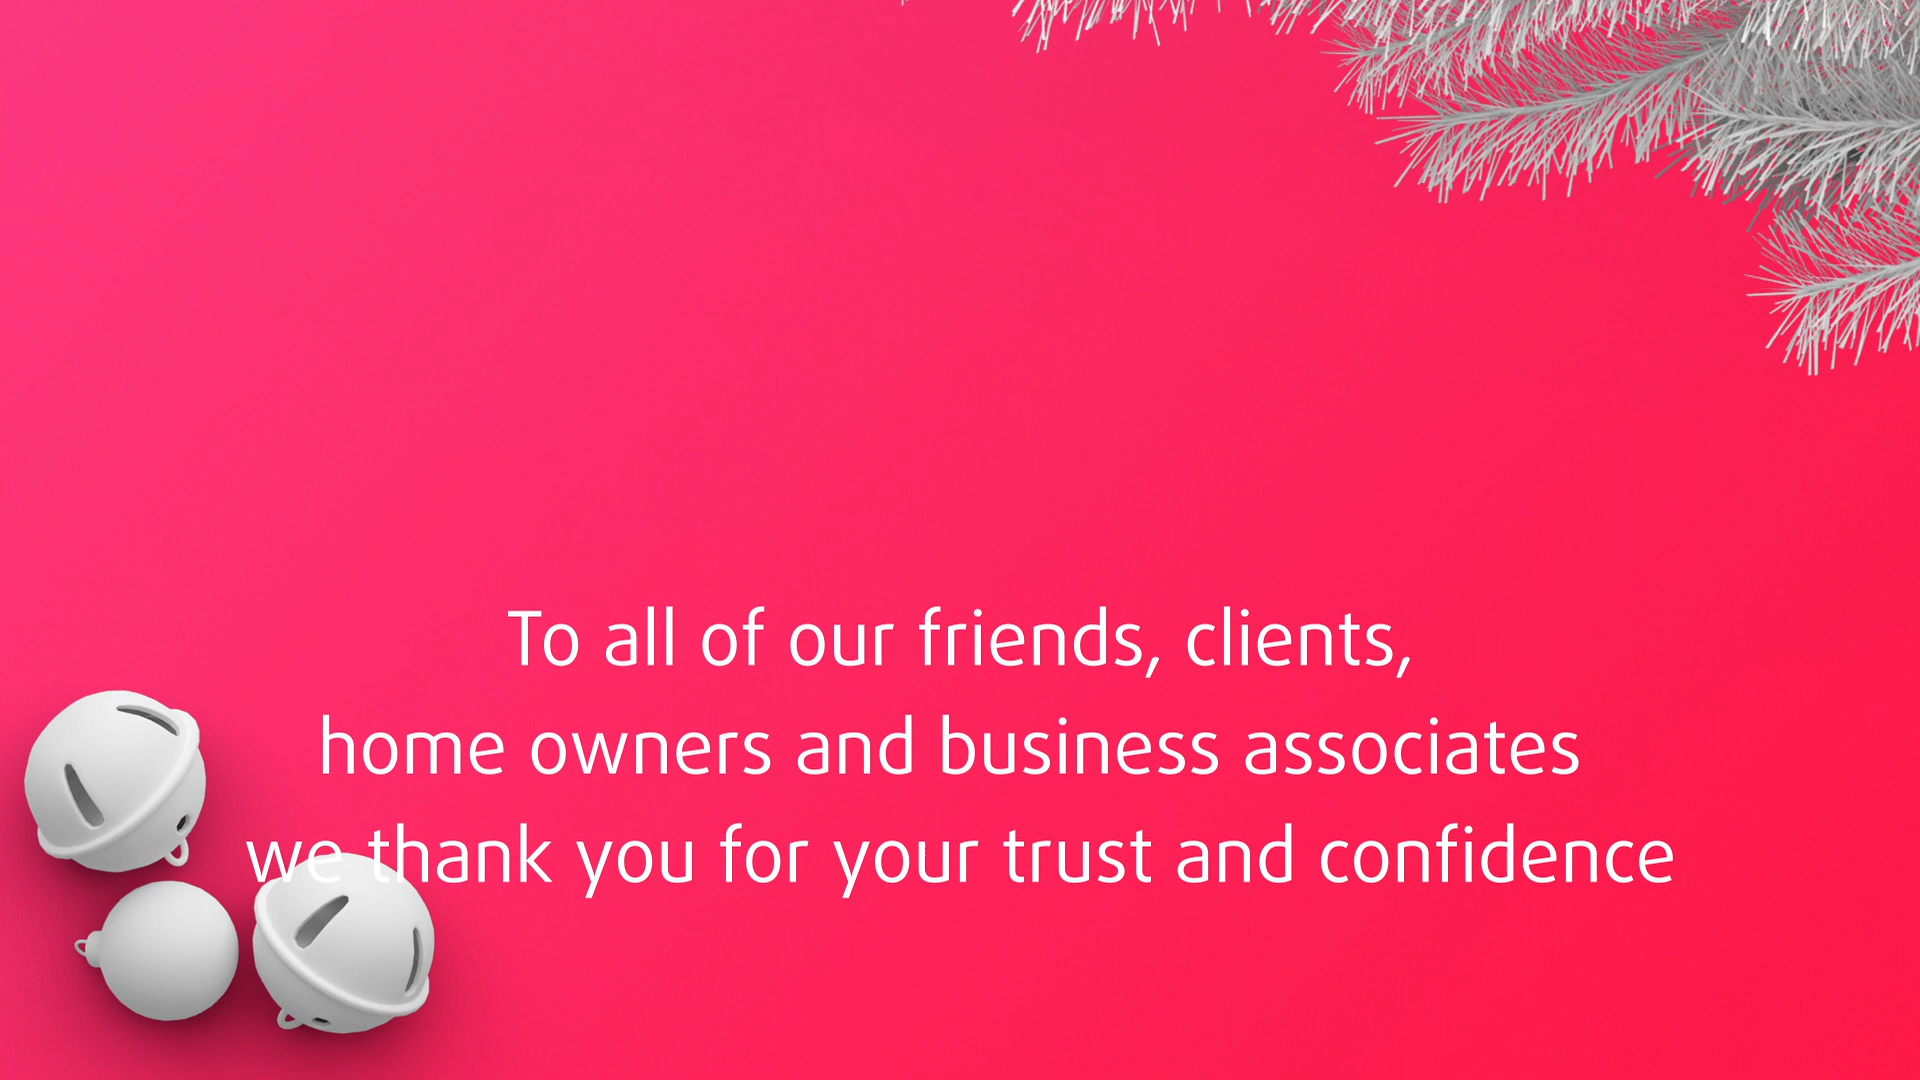 To all of our friends, clients,
home owners and business associates
we thank you for your trust and confidence